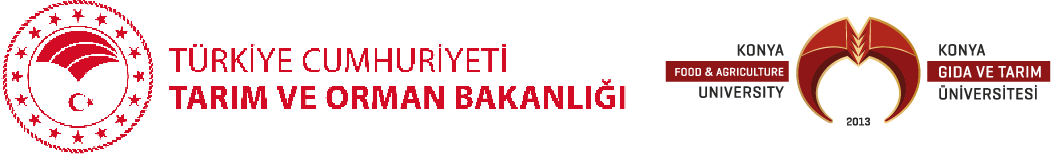 TÜRKİYE CUMHURİYETİ
TARIM VE ORMAN BAKANLIĞI
KONYA
FOOD & AGRICULTURE
UNIVERSITY
2013
KONYA
GIDA VE TARIM
ÜNİVERSİTESİ